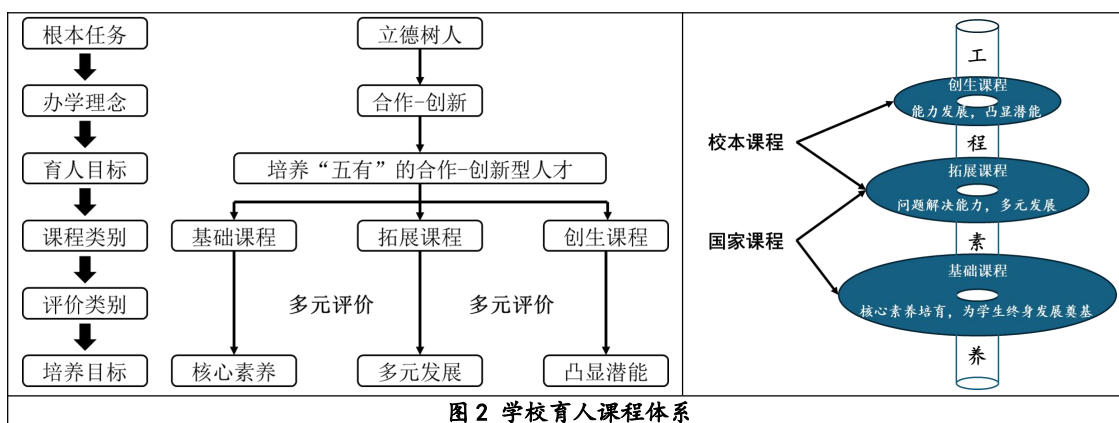 根本任务
立德树人
办学理念
合作-创新
育人目标
培养“五有”的合作-创新型人才
课程类别
基础课程
拓展课程
创生课程
评价类别
多元评价
多元评价
培养目标
核心素养
多元发展
凸显潜能
校本课程
国家课程
工
创生课程
能力发展，凸显潜能
程
拓展课程
问题解决能力，多元发展
素
基础课程
核心素养培育，为学生终身发展奠基
养
图2 学校育人课程体系